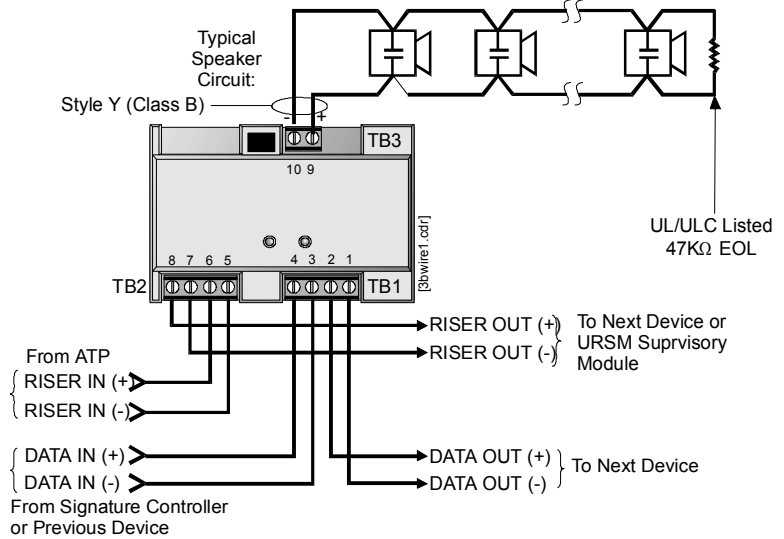 Typical
Speaker
Circuit:
Style Y (Class B)
- +
TB3
10 9
UL/ULC Listed
47KΩ EOL
[3bwire1.cdr]
8 7 6 5 4 3 2 1
TB2 TB1
RISER OUT (+)
RISER OUT (-)
To Next Device or
URSM Suprvisory
Module
From ATP
RISER IN (+)
RISER IN (-)
DATA IN (+)
DATA IN (-)
From Signature Controller
or Previous Device
DATA OUT (+)
DATA OUT (-)
To Next Device